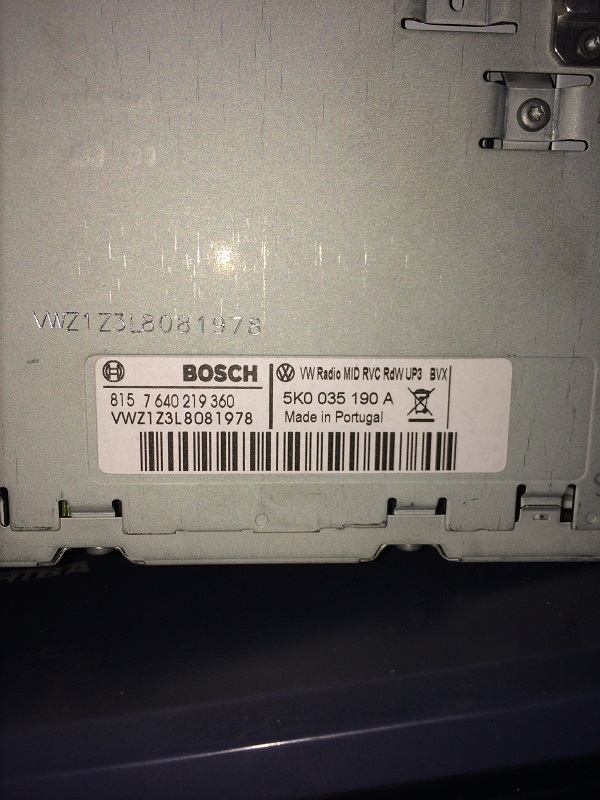 VWZ1Z3L8081978
BOSCH
815 7 640 219 360
VWZ1Z3L8081978
VW Radio MID RVC RdW UP3 BVX
5K0 035 190 A
Made in Portugal